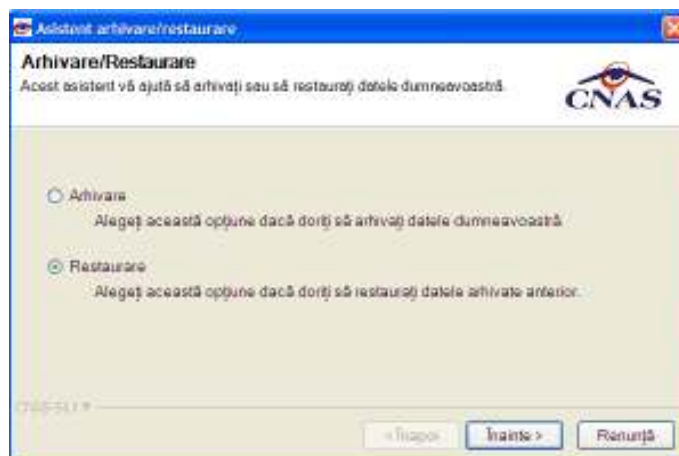 Asistent arhivare/restaurare
Arhivare/Restaurare
Acest asistent vă ajută să arhivați sau să restaurați datele dumneavoastră.
CNAS
Arhivare
Alegeți această opțiune dacă doriți să arhivați datele dumneavoastră
Restaurare
Alegeți această opțiune dacă doriți să restaurați datele arhivate anterior.
< Înapoi
Înainte >
Renunță